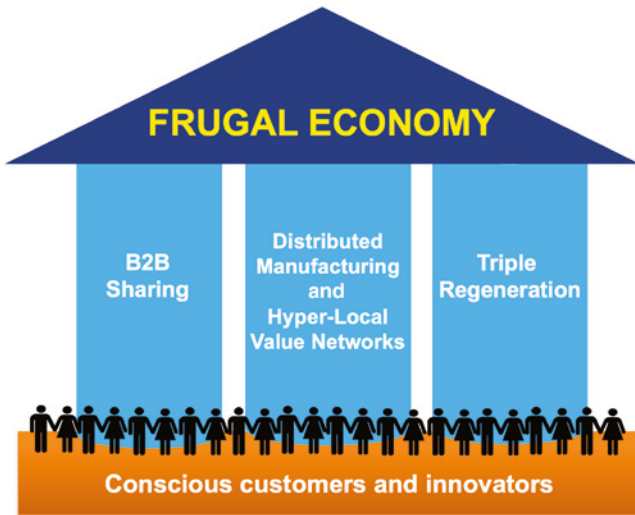 FRUGAL ECONOMY
B2B
Sharing
Distributed
Manufacturing
and
Hyper-Local
Value Networks
Triple
Regeneration
Conscious customers and innovators